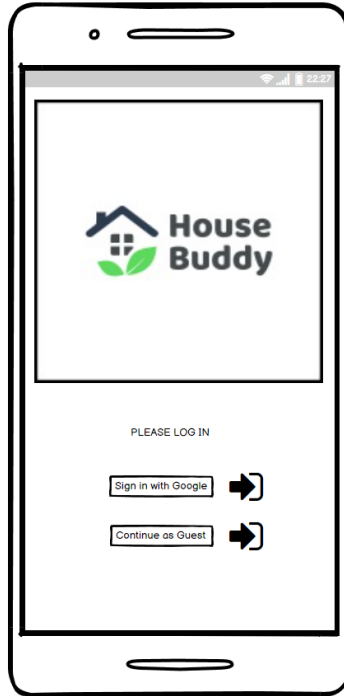 22:27
House
Buddy
PLEASE LOG IN
Sign in with Google
Continue as Guest